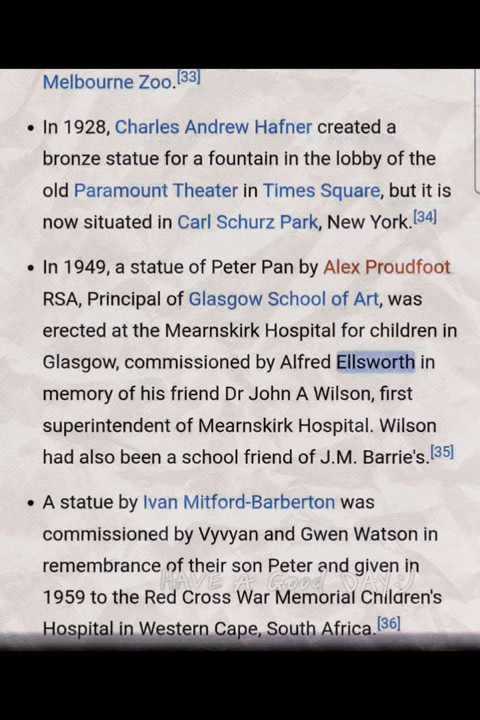 Melbourne Zoo.[33]
• In 1928, Charles Andrew Hafner created a
bronze statue for a fountain in the lobby of the
old Paramount Theater in Times Square, but it is
now situated in Carl Schurz Park, New York.[34]
• In 1949, a statue of Peter Pan by Alex Proudfoot
RSA, Principal of Glasgow School of Art, was
erected at the Mearnskirk Hospital for children in
Glasgow, commissioned by Alfred Ellsworth in
memory of his friend Dr John A Wilson, first
superintendent of Mearnskirk Hospital. Wilson
had also been a school friend of J.M. Barrie's.[35]
• A statue by Ivan Mitford-Barberton was
commissioned by Vyvyan and Gwen Watson in
remembrance of their son Peter and given in
HAVE A GooD DAY:)
1959 to the Red Cross War Memorial Children's
Hospital in Western Cape, South Africa.[36]